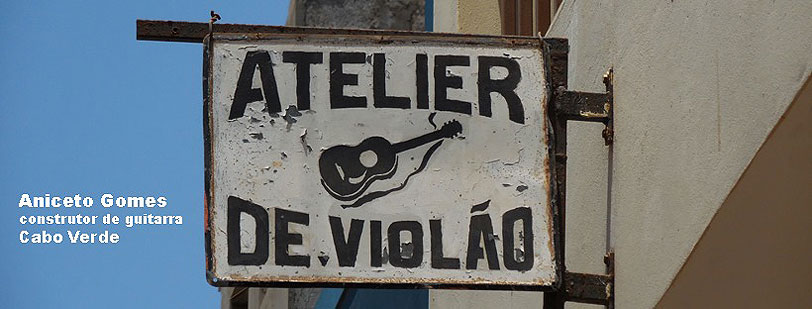 Aniceto Gomes
construtor de guitarra
Cabo Verde
ATELIER
DE.VIOLÃO